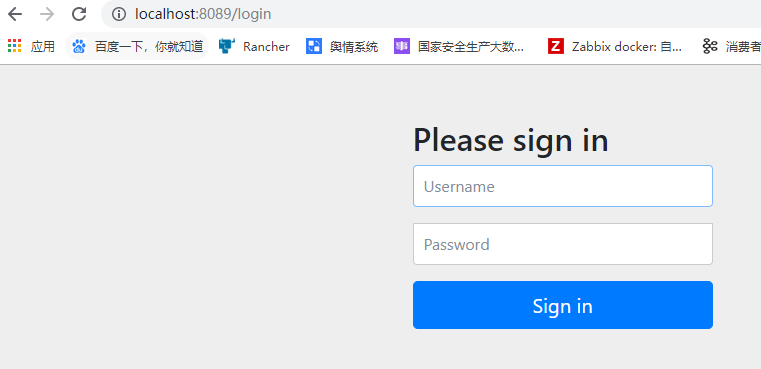 localhost:8089/login
应用 百度一下，你就知道 Rancher 舆情系统 国家安全生产大数... Zabbix docker: 自... 消费者
Please sign in
Username
Password
Sign in